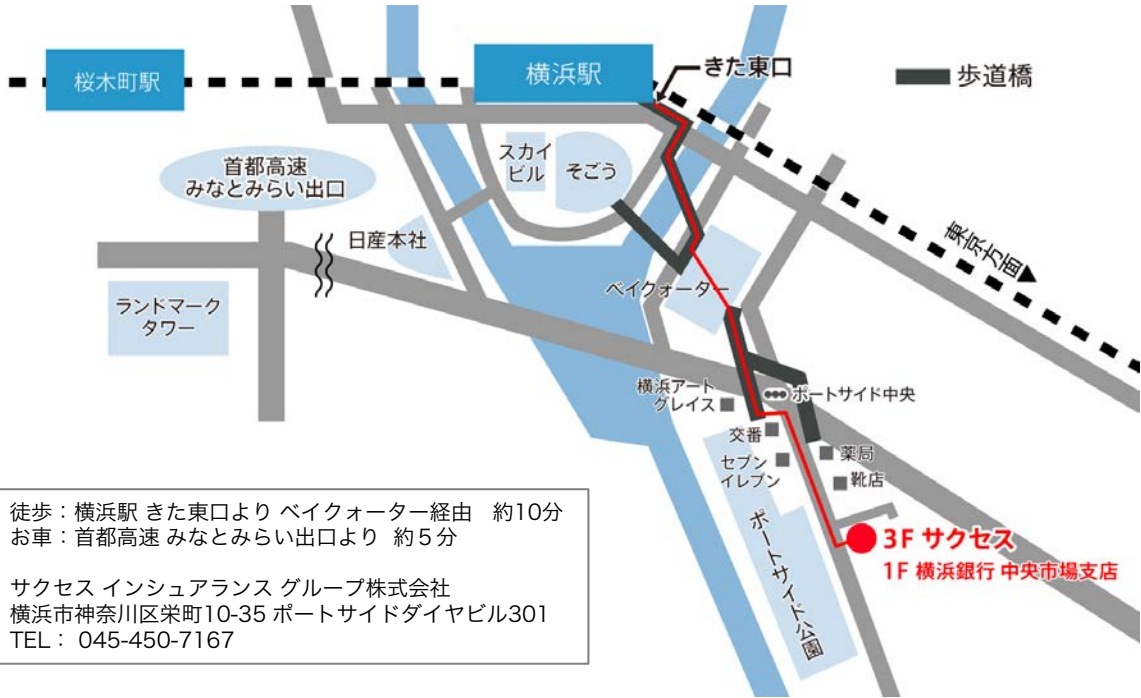 桜木町駅
横浜駅
きた東口
歩道橋
スカイ
ビル
そごう
首都高速
みなとみらい出口
日産本社
東京方面▶
ベイクォーター
ランドマーク
タワー
横浜アート
グレイス
ポートサイド中央
交番
薬局
セブン
イレブン
靴店
ポートサイド公園
3F サクセス
1F 横浜銀行 中央市場支店
徒歩：横浜駅 きた東口より ベイクォーター経由　約10分
お車：首都高速 みなとみらい出口より 約５分
サクセス インシュアランス グループ株式会社
横浜市神奈川区栄町10-35 ポートサイドダイヤビル301
TEL： 045-450-7167